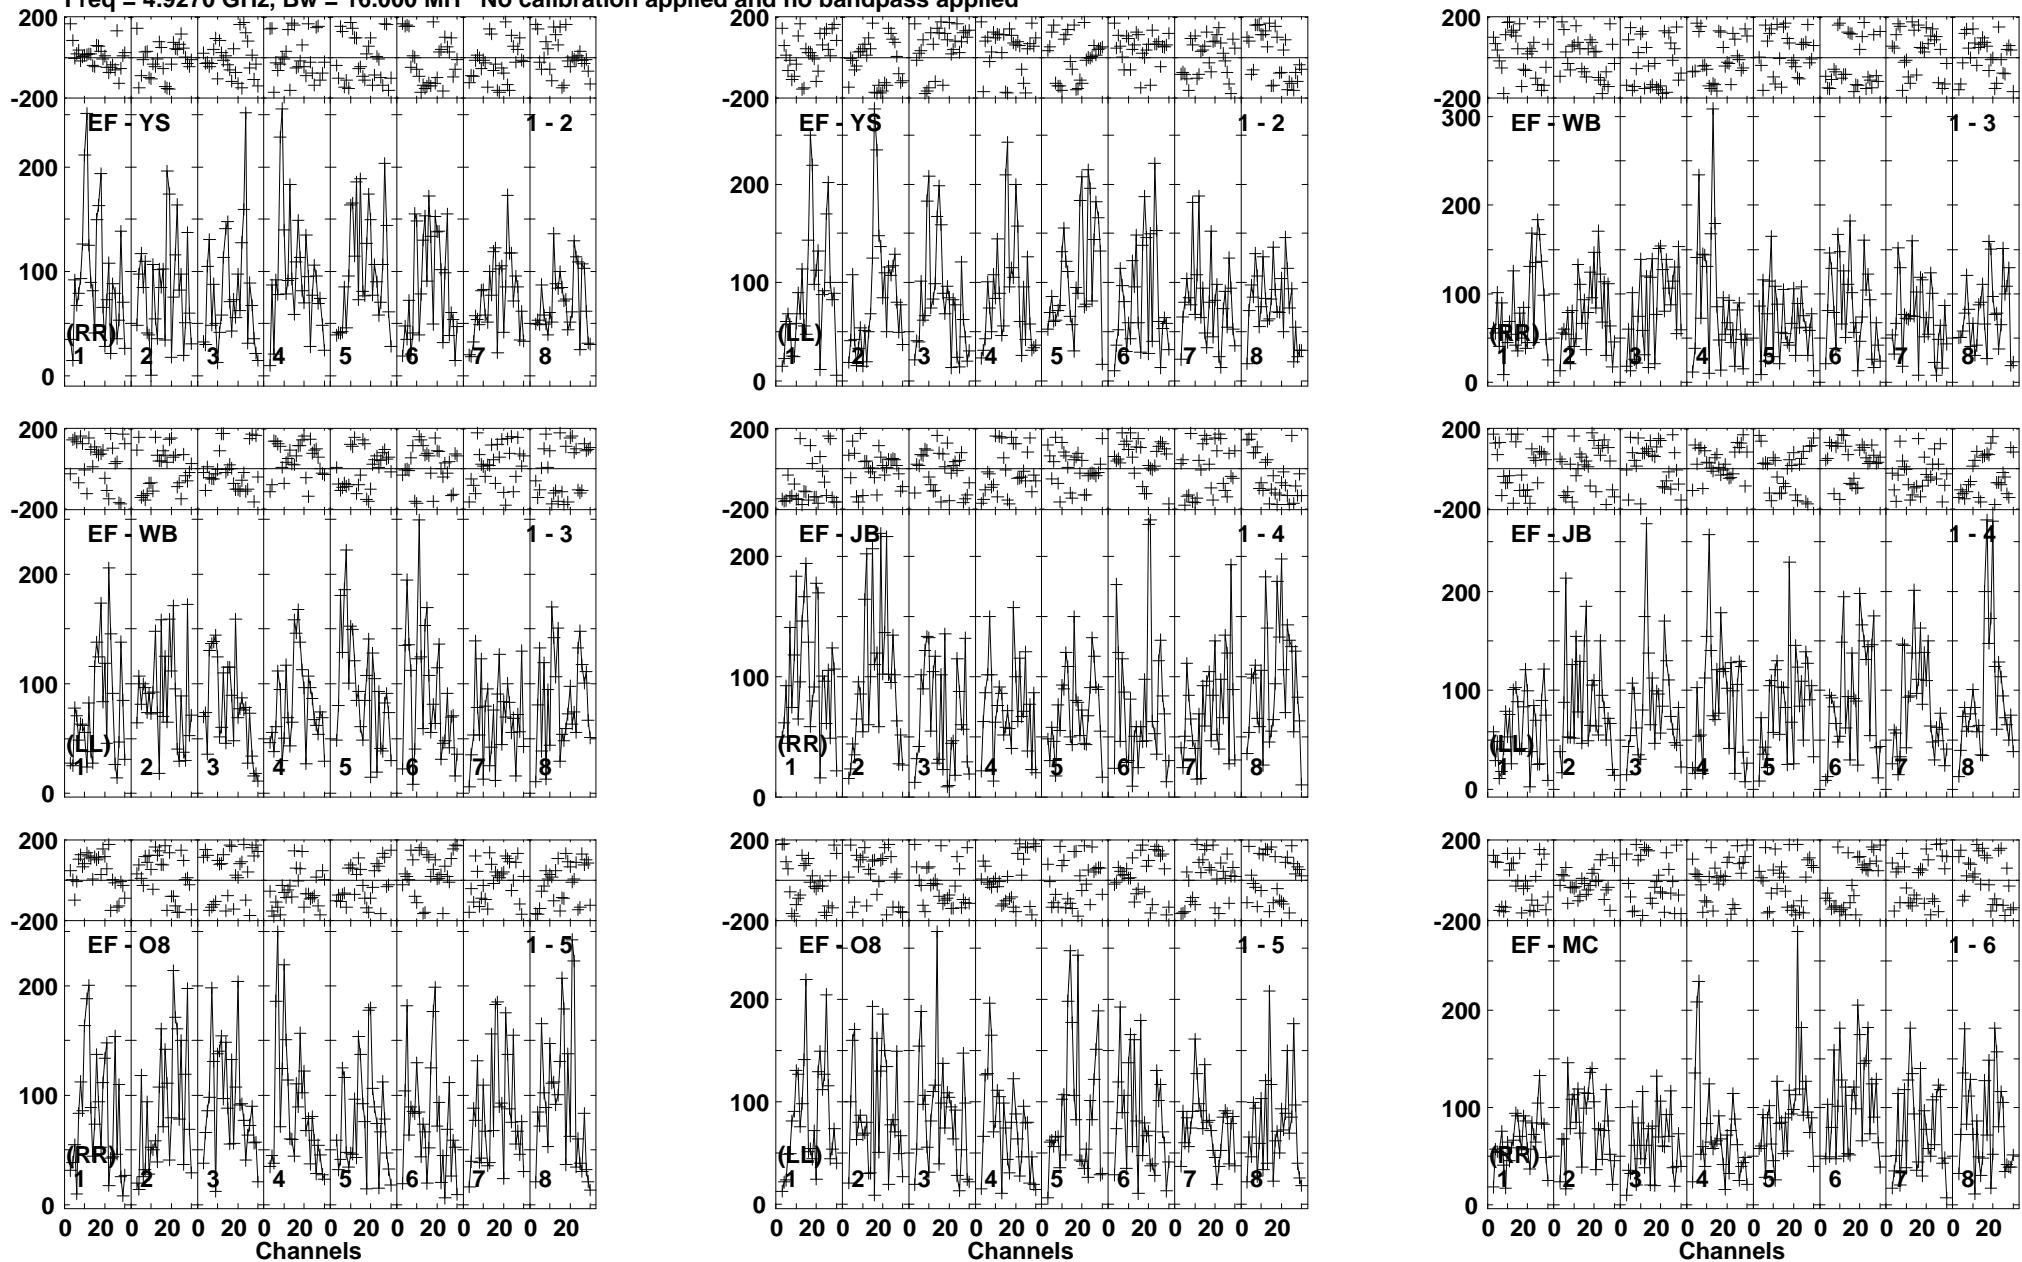 Freq = 4.9270 GHz, Bw = 16.000 MH No calibration applied and no bandpass applied
200 200 200
-200 -200 -200
EF - YS 1 - 2 EF - YS 1 - 2 EF - WB 1 - 3
300
200 200 200
100 100 100
(RR) (LL) (RR)
1 2 3 4 5 6 7 8 1 2 3 4 5 6 7 8 1 2 3 4 5 6 7 8
0 0 0
200 200 200
-200 -200 -200
EF - WB 1 - 3 EF - JB 1 - 4 EF - JB 1 - 4
200 200 200
100 100 100
(LL) (RR) (LL)
1 2 3 4 5 6 7 8 1 2 3 4 5 6 7 8 1 2 3 4 5 6 7 8
0 0 0
200 200 200
-200 -200 -200
EF - O8 1 - 5 EF - O8 1 - 5 EF - MC 1 - 6
200 200 200
100 100 100
(RR) (LL) (RR)
1 2 3 4 5 6 7 8 1 2 3 4 5 6 7 8 1 2 3 4 5 6 7 8
0 0 0
0 20 0 20 0 20 0 20 0 20 0 20 0 20 0 20 0 20 0 20 0 20 0 20 0 20 0 20 0 20 0 20 0 20 0 20 0 20 0 20 0 20 0 20 0 20 0 20
Channels Channels Channels